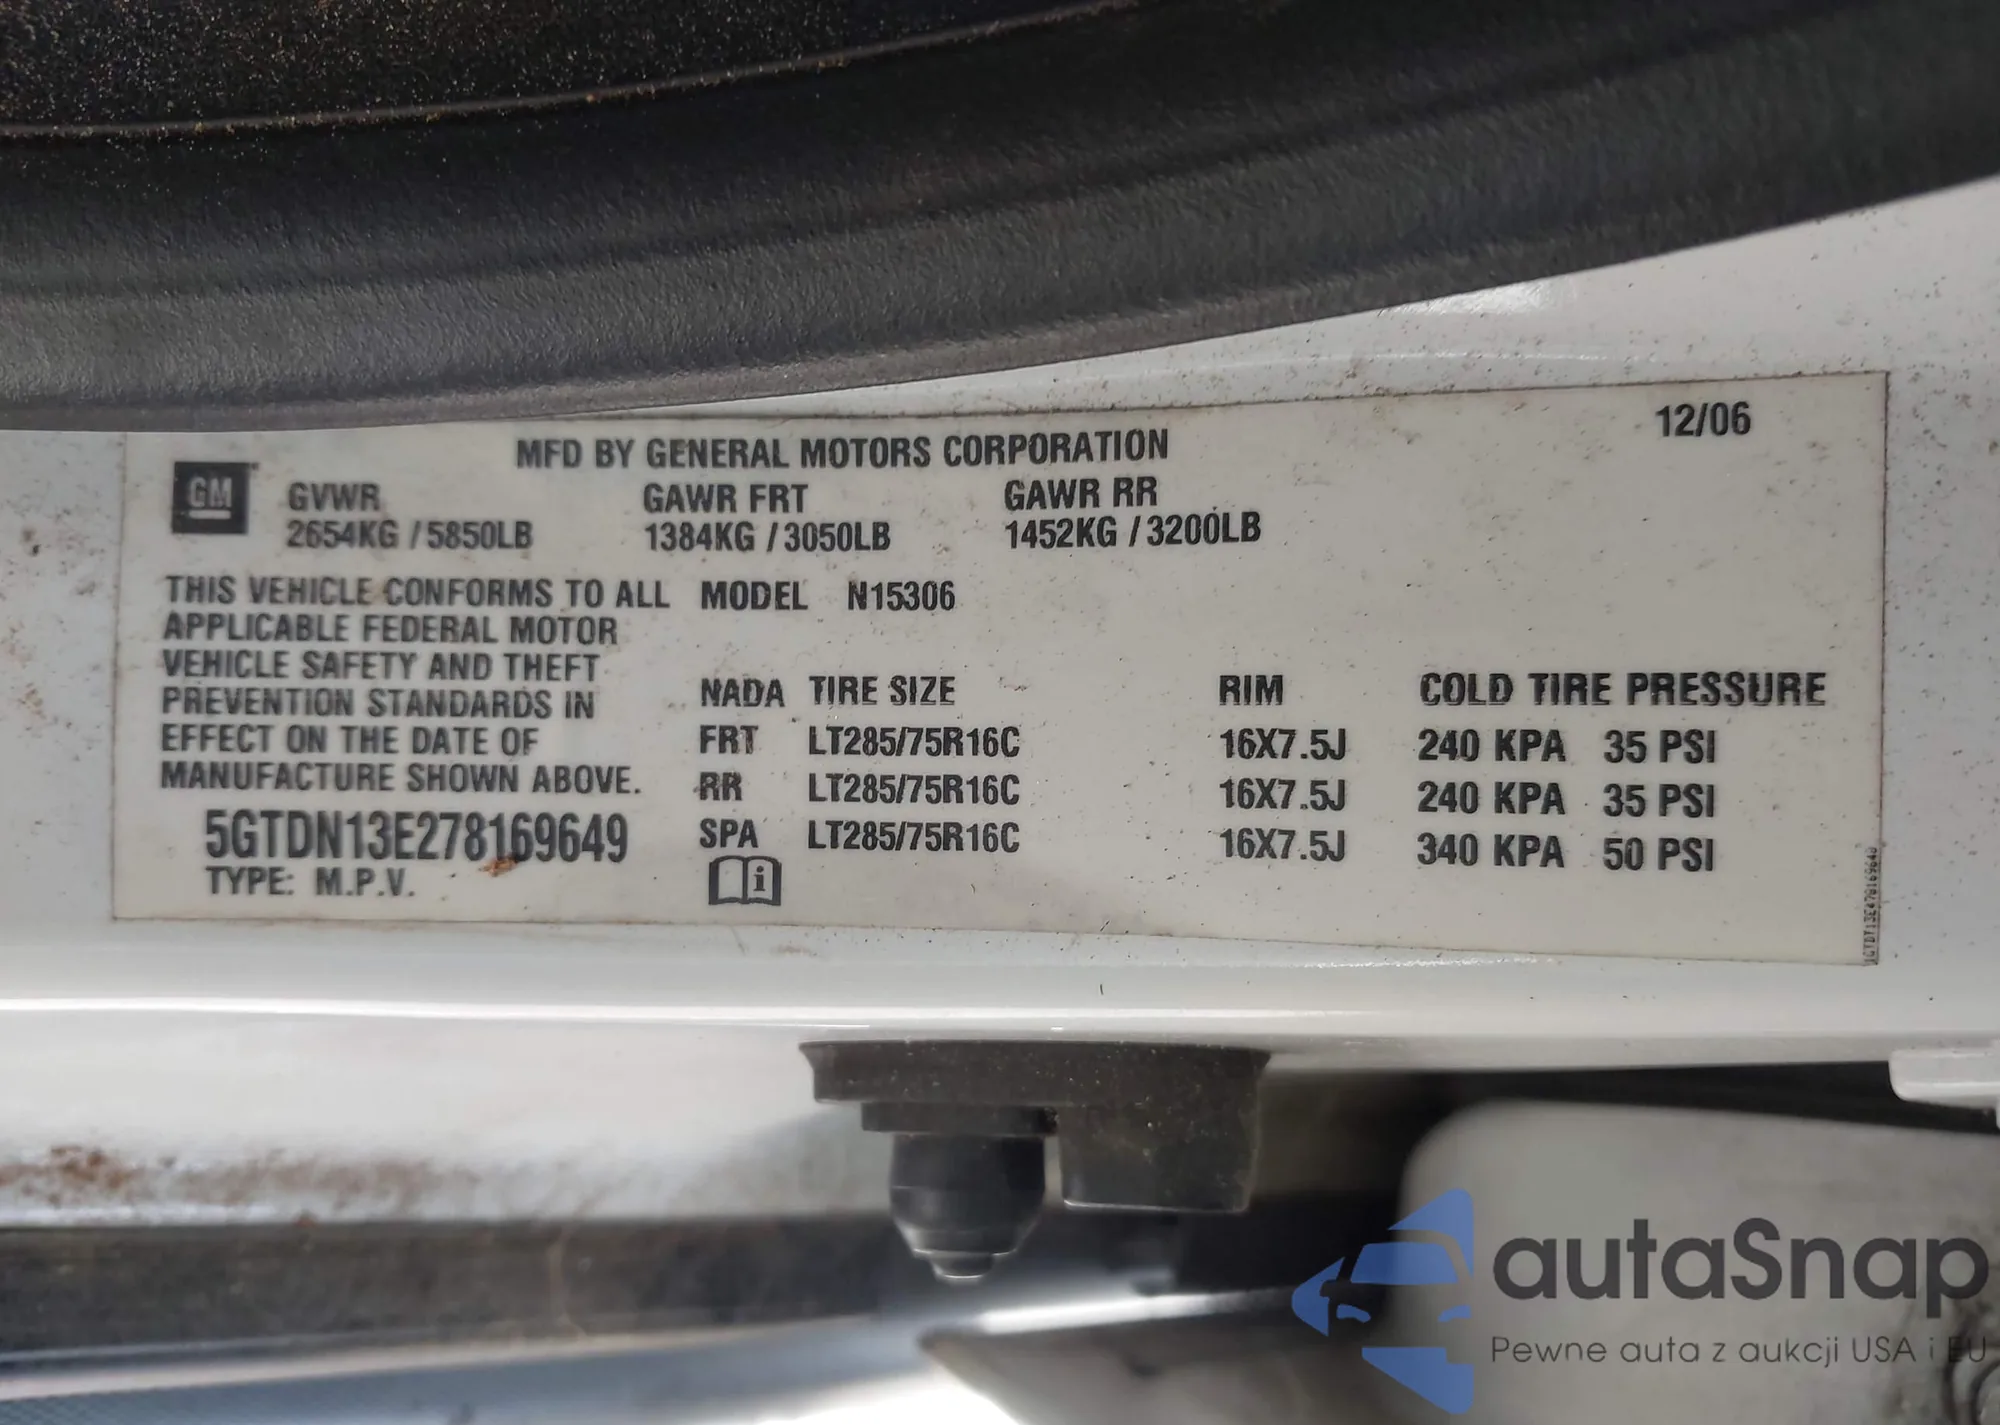 12/06
MFD BY GENERAL MOTORS CORPORATION
GM
GVWR GAWR FRT GAWR RR
2654KG / 5850LB 1384KG / 3050LB 1452KG / 3200LB
THIS VEHICLE CONFORMS TO ALL
APPLICABLE FEDERAL MOTOR
VEHICLE SAFETY AND THEFT
PREVENTION STANDARDS IN
EFFECT ON THE DATE OF
MANUFACTURE SHOWN ABOVE.
5GTDN13E278169649
TYPE: M.P.V.
MODEL N15306
NADA TIRE SIZE RIM COLD TIRE PRESSURE
FRT LT285/75R16C 16X7.5J 240 KPA 35 PSI
RR LT285/75R16C 16X7.5J 240 KPA 35 PSI
SPA LT285/75R16C 16X7.5J 340 KPA 50 PSI
i
autaSnap
Pewne auta z aukcji USA i EU